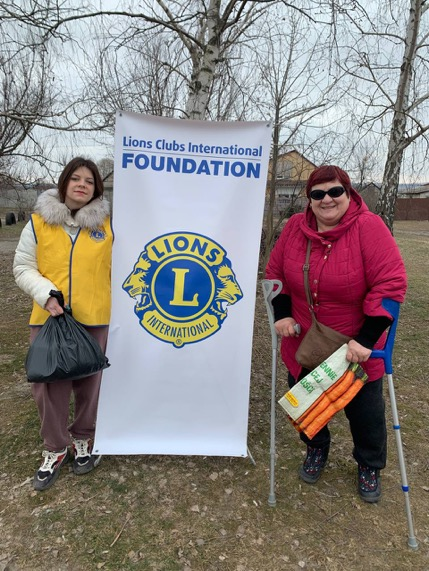 Lions Clubs International
FOUNDATION
LIONS
L
INTERNATIONAL
®